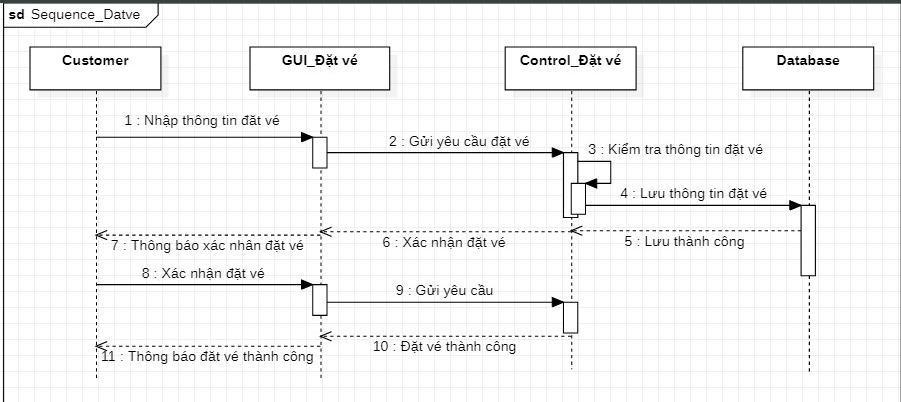 sd Sequence_Datve
Customer
GUI_Đặt vé
Control_Đặt vé
Database
1 : Nhập thông tin đăt vé
2 : Gửi yêu cầu đặt vé
3 : Kiểm tra thông tin đặt vé
4 : Lưu thông tin đặt vé
5 : Lưu thành công
6 : Xác nhận đặt vé
7 : Thông báo xác nhân đặt vé
8 : Xác nhận đặt vé
9 : Gửi yêu cầu
10 : Đặt vé thành công
11 : Thông báo đăt vé thành công